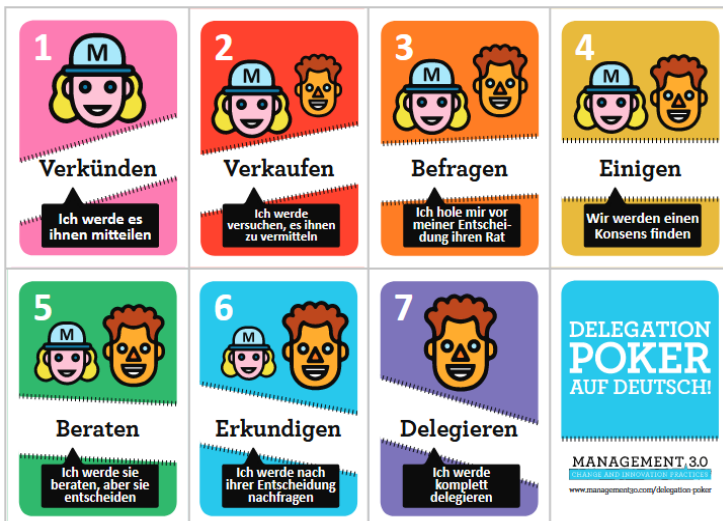 1
M
Verkünden
Ich werde es
ihnen mitteilen
2
M
Verkaufen
Ich werde
versuchen, es ihnen
zu vermitteln
3
M
Befragen
Ich hole mir vor
meiner Entschei-
dung ihren Rat
4
M
Einigen
Wir werden einen
Konsens finden
5
M
Beraten
Ich werde sie
beraten, aber sie
entscheiden
6
M
Erkundigen
Ich werde nach
ihrer Entscheidung
nachfragen
7
Delegieren
Ich werde
komplett
delegieren
DELEGATION
POKER
AUF DEUTSCH!
MANAGEMENT 3.0
CHANGE AND INNOVATION PRACTICES
www.management30.com/delegation-poker